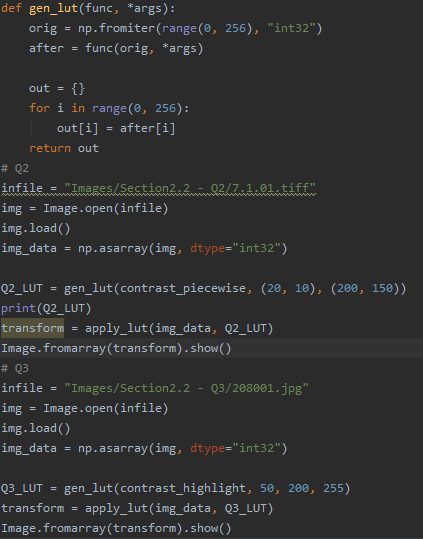 def gen_lut(func, *args):
    orig = np.fromiter(range(0, 256), "int32")
    after = func(orig, *args)

    out = {}
    for i in range(0, 256):
        out[i] = after[i]
    return out
# Q2
infile = "Images/Section2.2 - Q2/7.1.01.tiff"
img = Image.open(infile)
img.load()
img_data = np.asarray(img, dtype="int32")

Q2_LUT = gen_lut(contrast_piecewise, (20, 10), (200, 150))
print(Q2_LUT)
transform = apply_lut(img_data, Q2_LUT)
Image.fromarray(transform).show()
# Q3
infile = "Images/Section2.2 - Q3/208001.jpg"
img = Image.open(infile)
img.load()
img_data = np.asarray(img, dtype="int32")

Q3_LUT = gen_lut(contrast_highlight, 50, 200, 255)
transform = apply_lut(img_data, Q3_LUT)
Image.fromarray(transform).show()